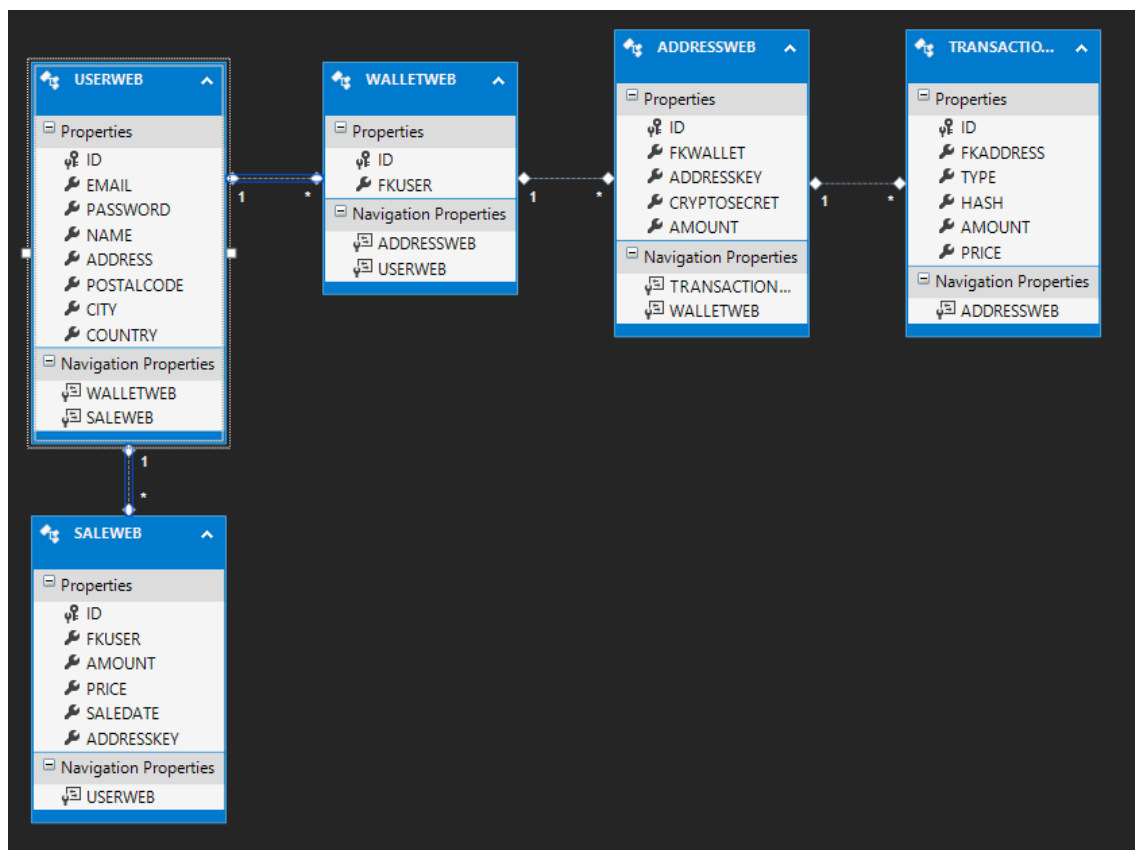 USERWEB
Properties
ID
EMAIL
PASSWORD
NAME
ADDRESS
POSTALCODE
CITY
COUNTRY
Navigation Properties
WALLETWEB
SALEWEB
1
*
WALLETWEB
Properties
ID
FKUSER
Navigation Properties
ADDRESSWEB
USERWEB
1
*
ADDRESSWEB
Properties
ID
FKWALLET
ADDRESSKEY
CRYPTOSECRET
AMOUNT
Navigation Properties
TRANSACTION...
WALLETWEB
1
*
TRANSACTIO...
Properties
ID
FKADDRESS
TYPE
HASH
AMOUNT
PRICE
Navigation Properties
ADDRESSWEB
1
*
SALEWEB
Properties
ID
FKUSER
AMOUNT
PRICE
SALEDATE
ADDRESSKEY
Navigation Properties
USERWEB